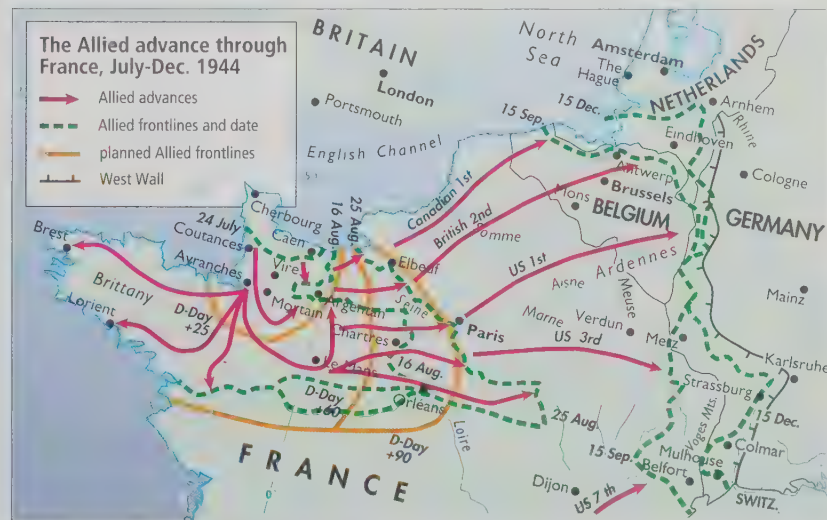 The Allied advance through
France, July-Dec. 1944
Allied advances
Allied frontlines and date
planned Allied frontlines
West Wall
BRITAIN
London
Portsmouth
English Channel
North
Sea
Amsterdam
The
Hague
NETHERLANDS
15 Dec.
15 Sep.
Arnhem
Rhine
Eindhoven
Antwerp
Brussels
Mons
BELGIUM
Cologne
GERMANY
Canadian 1st
British 2nd
Somme
US 1st
Ardennes
Aisne
Meuse
Mainz
Cherbourg
24 July
Coutances
Caen
16 Aug.
25 Aug.
Elbeuf
Brest
Avranches
Vire
Mortain
Argentan
Seine
Brittany
D-Day
+25
Lorient
Chartres
Paris
Marne
Verdun
Metz
US 3rd
Karlsruhe
Le Mans
16 Aug.
Strassburg
D-Day
+60
Orléans
25 Aug.
15 Dec.
Voges Mts.
D-Day
+90
Loire
FRANCE
15 Sep.
Colmar
Mulhouse
Belfort
Dijon
US 7th
SWITZ.